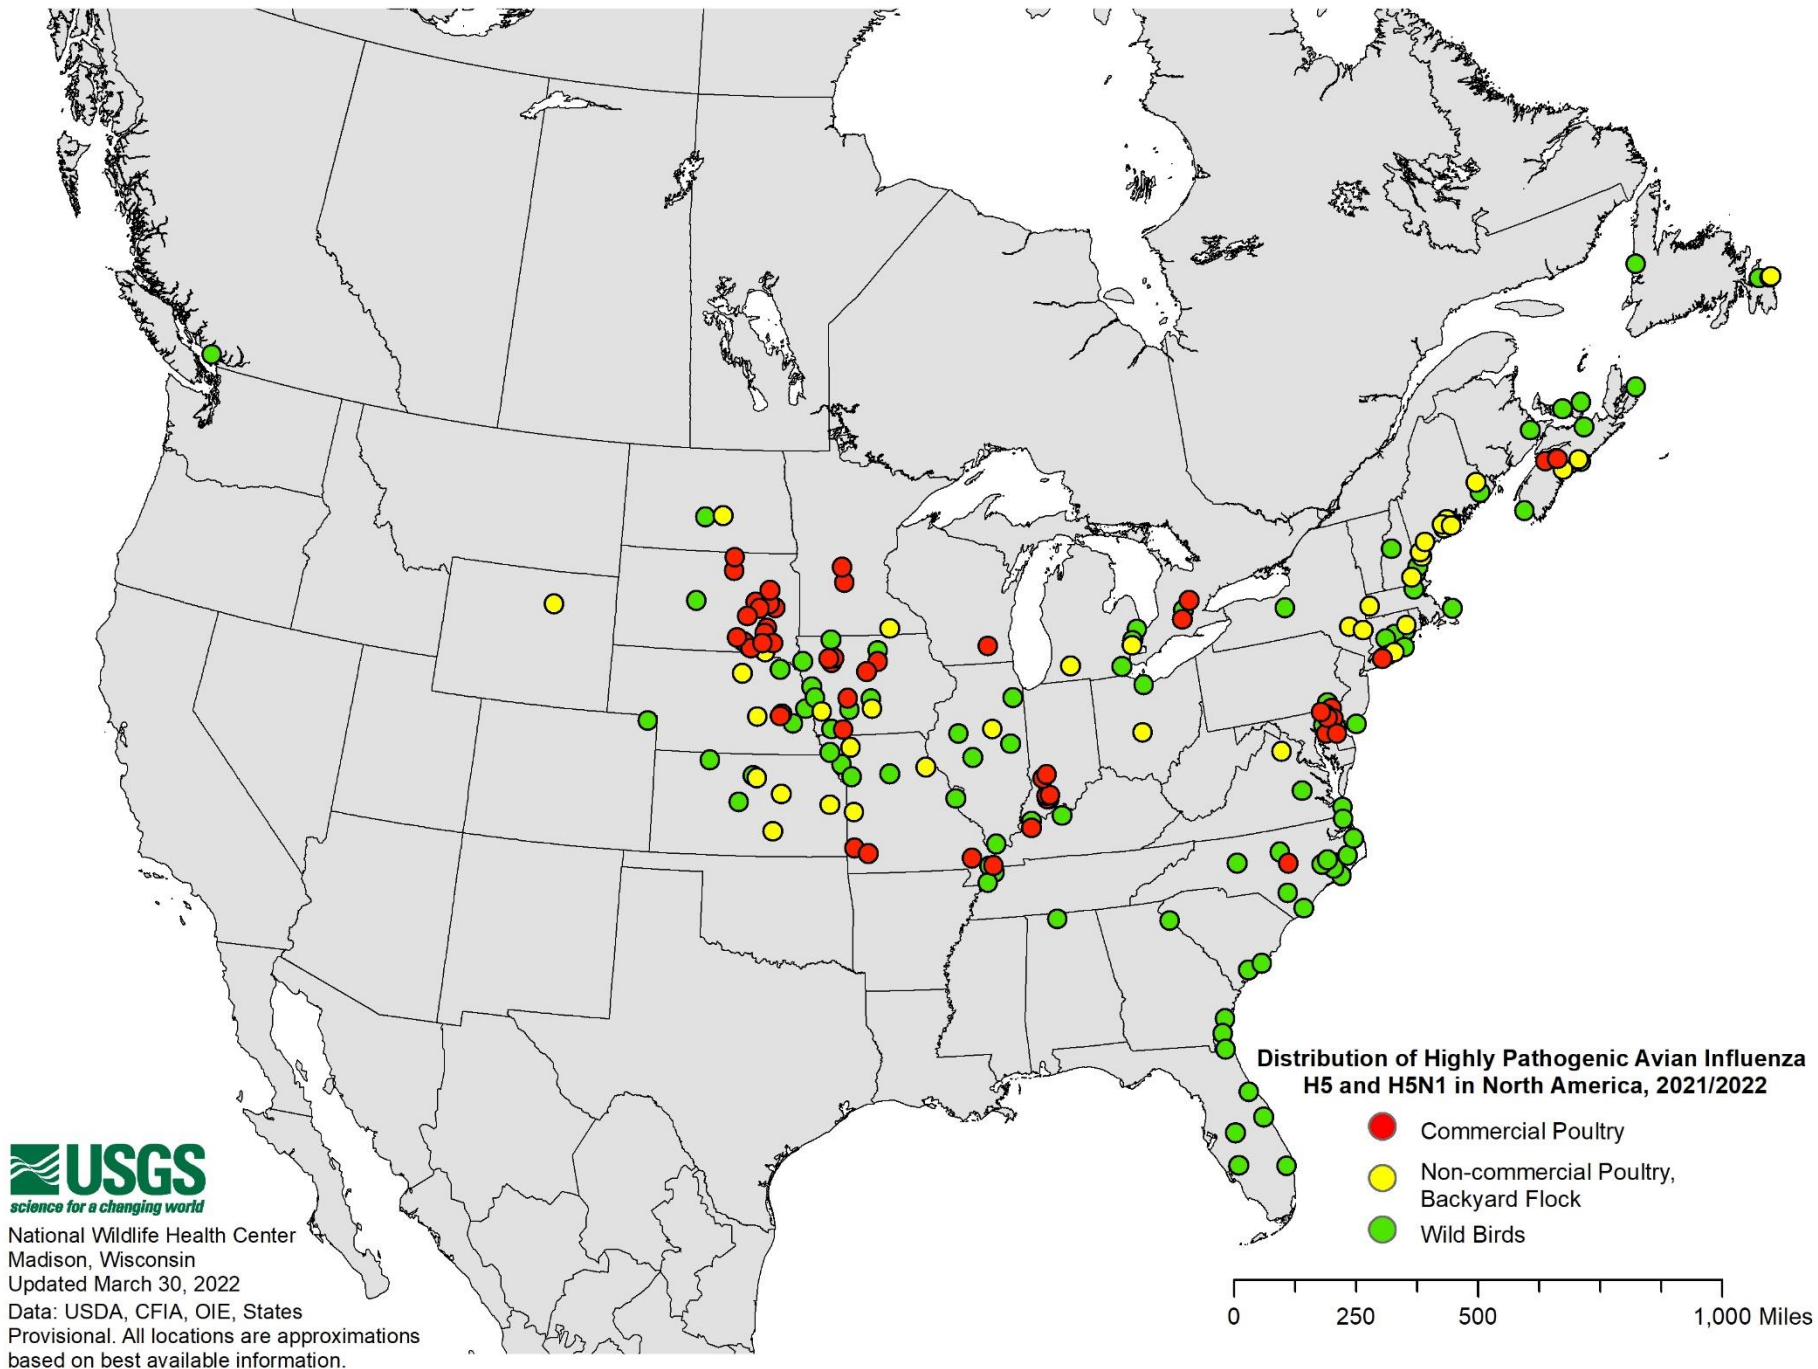 Distribution of Highly Pathogenic Avian Influenza
H5 and H5N1 in North America, 2021/2022
Commercial Poultry
Non-commercial Poultry,
Backyard Flock
Wild Birds
0 250 500 1,000 Miles
USGS
science for a changing world
National Wildlife Health Center
Madison, Wisconsin
Updated March 30, 2022
Data: USDA, CFIA, OIE, States
Provisional. All locations are approximations
based on best available information.